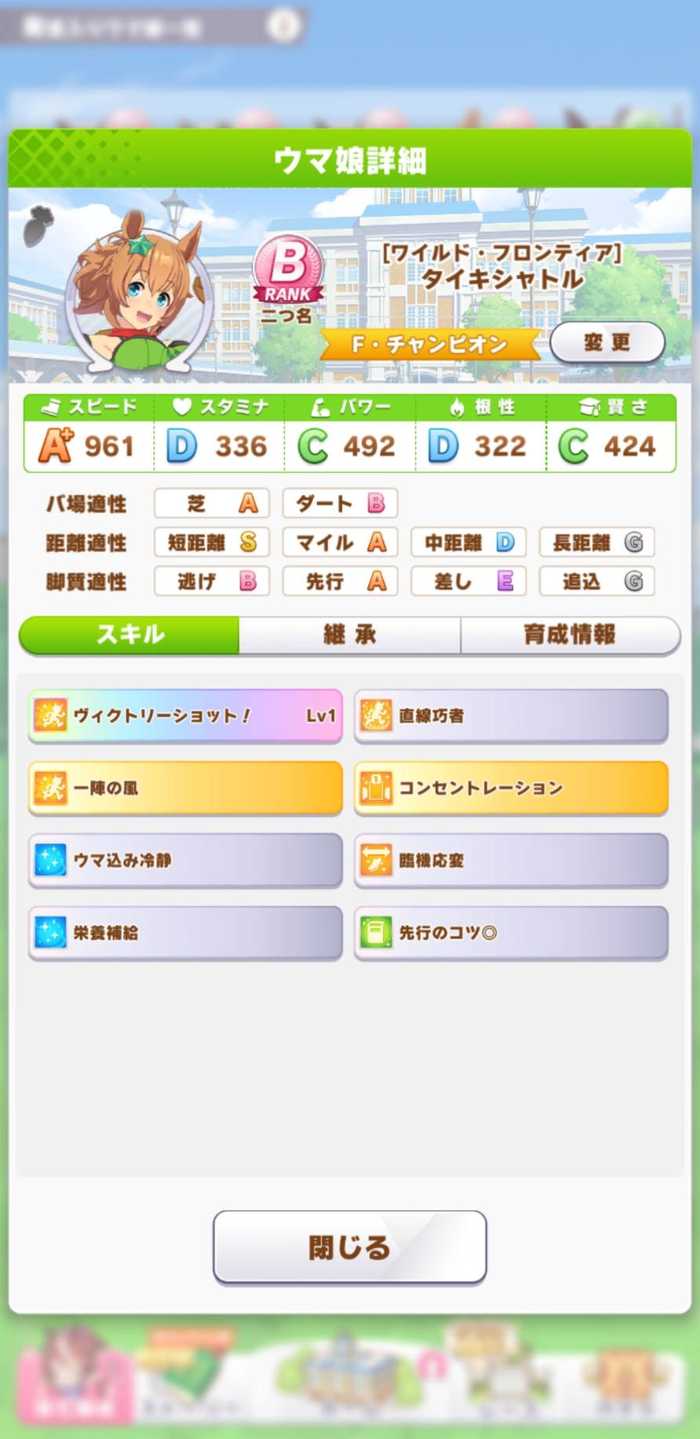 ウマ娘詳細
B
RANK
二つ名
[ワイルド・フロンティア]
タイキシャトル
F・チャンピオン
変更
スピード スタミナ パワー 根性 賢さ
A+ 961 D 336 C 492 D 322 C 424
バ場適性 芝 A ダート B
距離適性 短距離 S マイル A 中距離 D 長距離 G
脚質適性 逃げ B 先行 A 差し E 追込 G
スキル 継承 育成情報
ヴィクトリーショット! Lv1 直線巧者
一陣の風 コンセントレーション
ウマ込み冷静 臨機応変
栄養補給 先行のコツ◎
閉じる